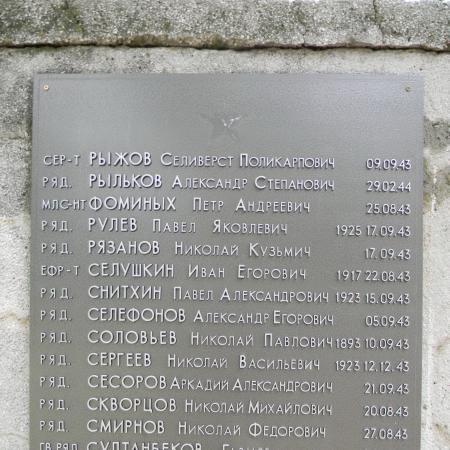 СЕР-Т РЫЖОВ СЕЛИВЕРСТ ПОЛИКАРПОВИЧ 09.09.43
РЯД. РЫЛЬКОВ АЛЕКСАНДР СТЕПАНОВИЧ 29.02.44
МЛ С-НТ ФОМИНЫХ ПЕТР АНДРЕЕВИЧ 25.08.43
РЯД. РУЛЕВ ПАВЕЛ ЯКОВЛЕВИЧ 1925 17.09.43
РЯД. РЯЗАНОВ НИКОЛАЙ КУЗЬМИЧ 17.09.43
ЕФР-Т СЕЛУШКИН ИВАН ЕГОРОВИЧ 1917 22.08.43
РЯД. СНИТХИН ПАВЕЛ АЛЕКСАНДРОВИЧ 1923 15.09.43
РЯД. СЕЛЕФОНОВ АЛЕКСАНДР ЕГОРОВИЧ 05.09.43
РЯД. СОЛОВЬЕВ НИКОЛАЙ ПАВЛОВИЧ 1893 10.09.43
РЯД. СЕРГЕЕВ НИКОЛАЙ ВАСИЛЬЕВИЧ 1923 12.12.43
РЯД. СЕСОРОВ АРКАДИЙ АЛЕКСАНДРОВИЧ 21.09.43
РЯД. СКВОРЦОВ НИКОЛАЙ МИХАЙЛОВИЧ 20.08.43
РЯД. СМИРНОВ НИКОЛАЙ ФЕДОРОВИЧ 27.08.43
ГВ РЯД СУЛТАНБЕКОВ